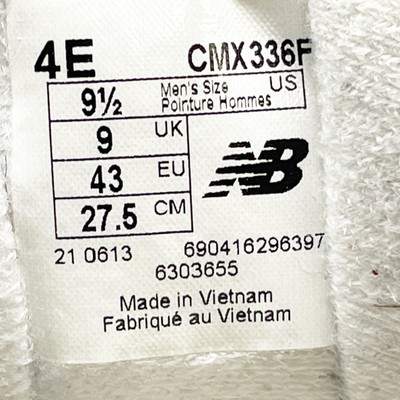 4E CMX336F
9½ Men's Size US
Pointure Hommes
9 UK
43 EU
27.5 CM
NB
21 0613 690416296397
6303655
Made in Vietnam
Fabriqué au Vietnam